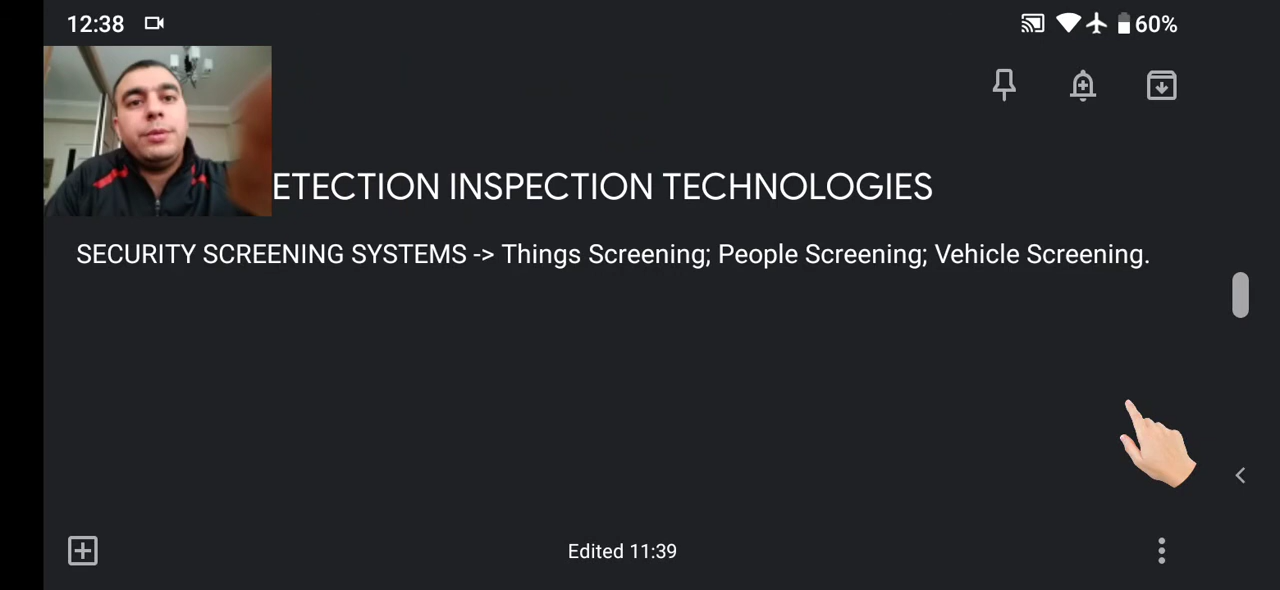 12:38 60%
ETECTION INSPECTION TECHNOLOGIES
SECURITY SCREENING SYSTEMS -> Things Screening; People Screening; Vehicle Screening.
Edited 11:39